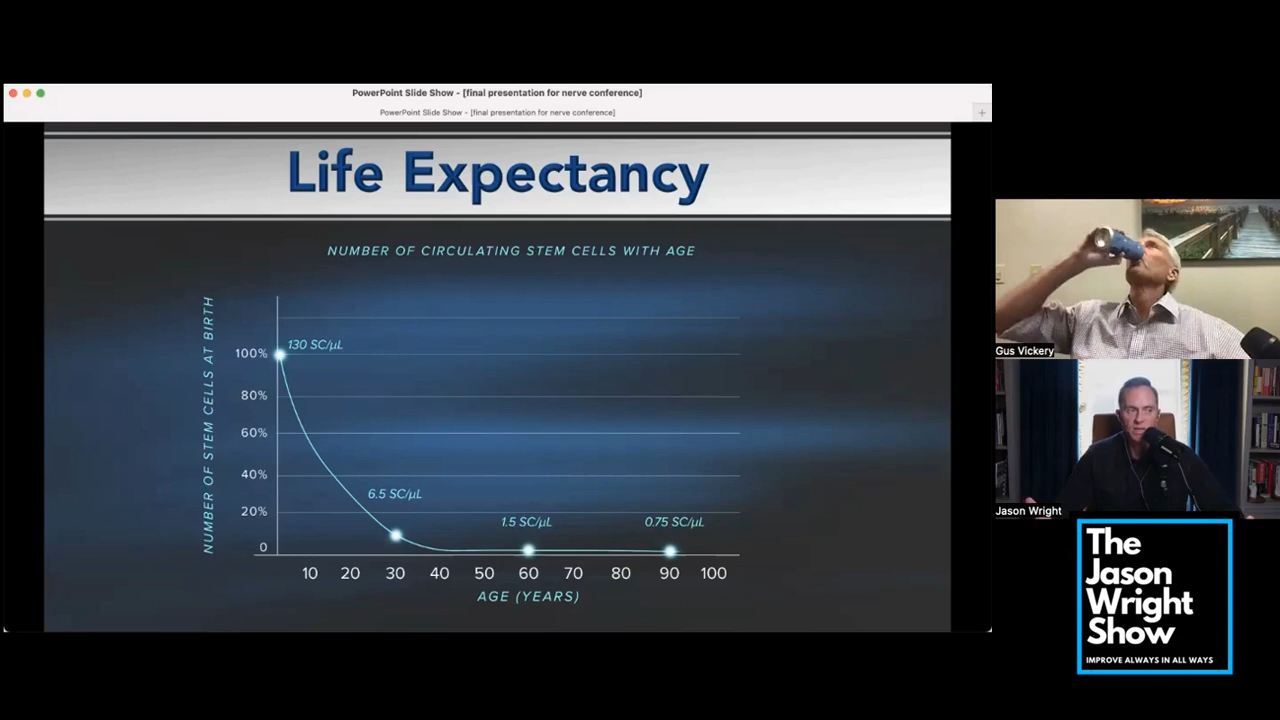 PowerPoint Slide Show - [final presentation for nerve conference]
PowerPoint Slide Show - [final presentation for nerve conference]
Life Expectancy
NUMBER OF CIRCULATING STEM CELLS WITH AGE
NUMBER OF STEM CELLS AT BIRTH
100%
80%
60%
40%
20%
0
130 SC/μL
6.5 SC/μL
1.5 SC/μL
0.75 SC/μL
10 20 30 40 50 60 70 80 90 100
AGE (YEARS)
Gus Vickery
Jason Wright
The
Jason
Wright
Show
IMPROVE ALWAYS IN ALL WAYS